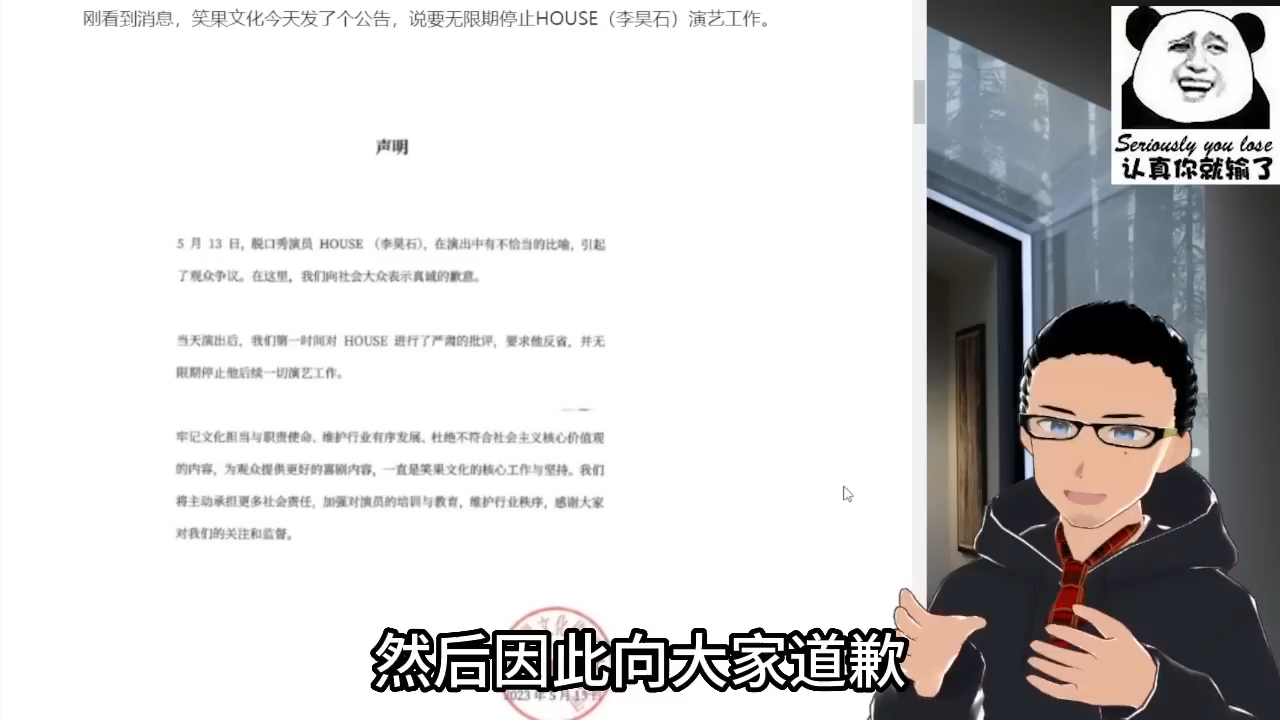 刚看到消息，笑果文化今天发了个公告，说要无限期停止HOUSE（李昊石）演艺工作。
Seriously you lose
认真你就输了
声明
5 月 13 日，脱口秀演员 HOUSE （李昊石），在演出中有不恰当的比喻，引起
了观众争议。在这里，我们向社会大众表示真诚的歉意。
当天演出后，我们第一时间对 HOUSE 进行了严肃的批评，要求他反省，并无
限期停止他后续一切演艺工作。
牢记文化担当与职责使命、维护行业有序发展、杜绝不符合社会主义核心价值观
的内容，为观众提供更好的喜剧内容，一直是笑果文化的核心工作与坚持。我们
将主动承担更多社会责任，加强对演员的培训与教育，维护行业秩序，感谢大家
对我们的关注和监督。
然后因此向大家道歉
2023 年 5 月 15 日